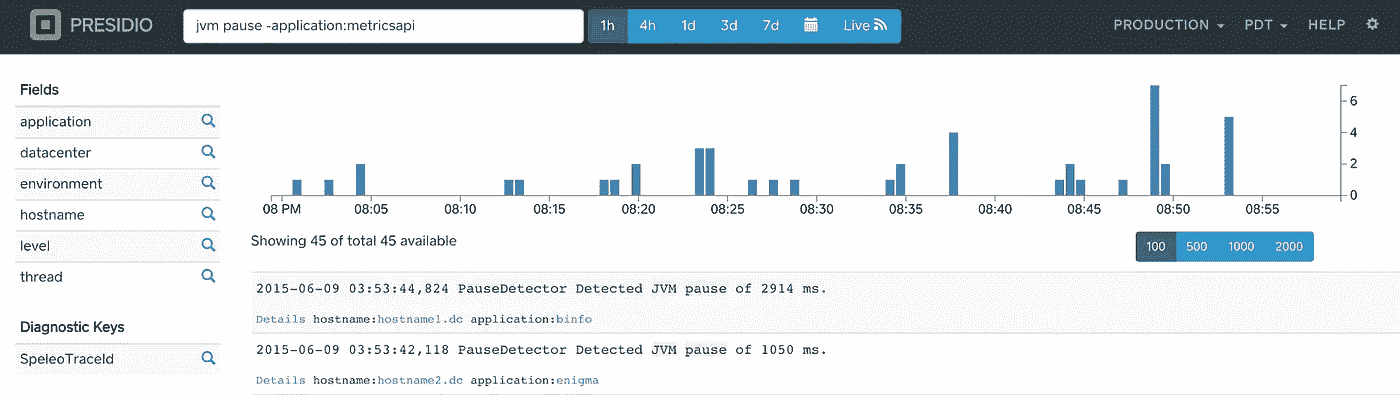 PRESIDIO
jvm pause -application:metricsapi
1h 4h 1d 3d 7d Live
PRODUCTION PDT HELP
Fields
application
datacenter
environment
hostname
level
thread
Diagnostic Keys
SpeleoTraceId
6
4
2
0
08 PM 08:05 08:10 08:15 08:20 08:25 08:30 08:35 08:40 08:45 08:50 08:55
Showing 45 of total 45 available
100 500 1000 2000
2015-06-09 03:53:44,824 PauseDetector Detected JVM pause of 2914 ms.
Details hostname:hostname1.dc application:binfo
2015-06-09 03:53:42,118 PauseDetector Detected JVM pause of 1050 ms.
Details hostname:hostname2.dc application:enigma